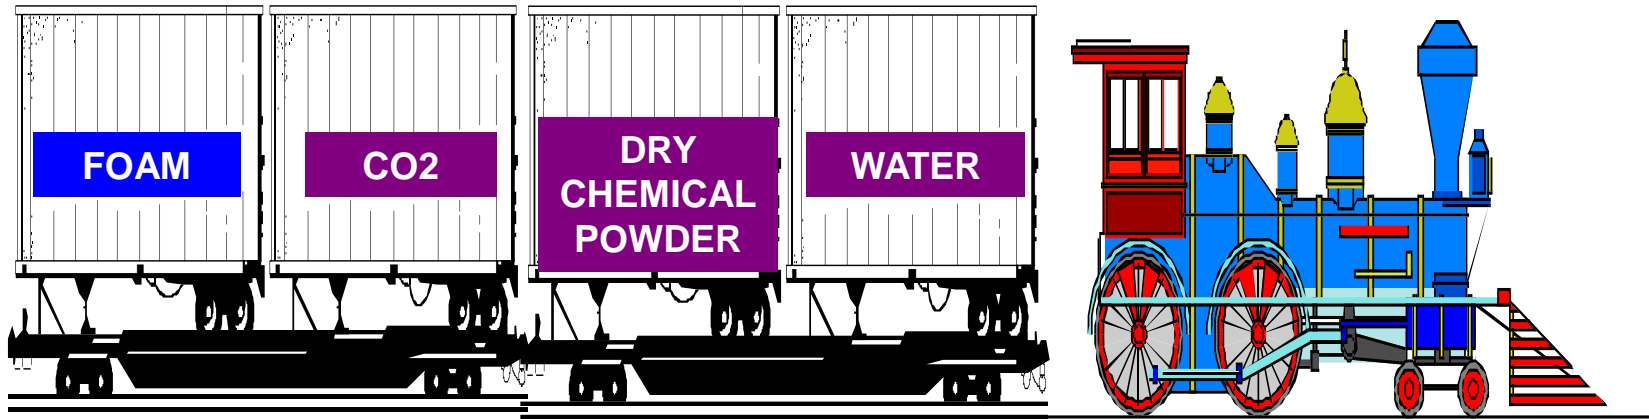 FOAM
CO2
DRY
CHEMICAL
POWDER
WATER